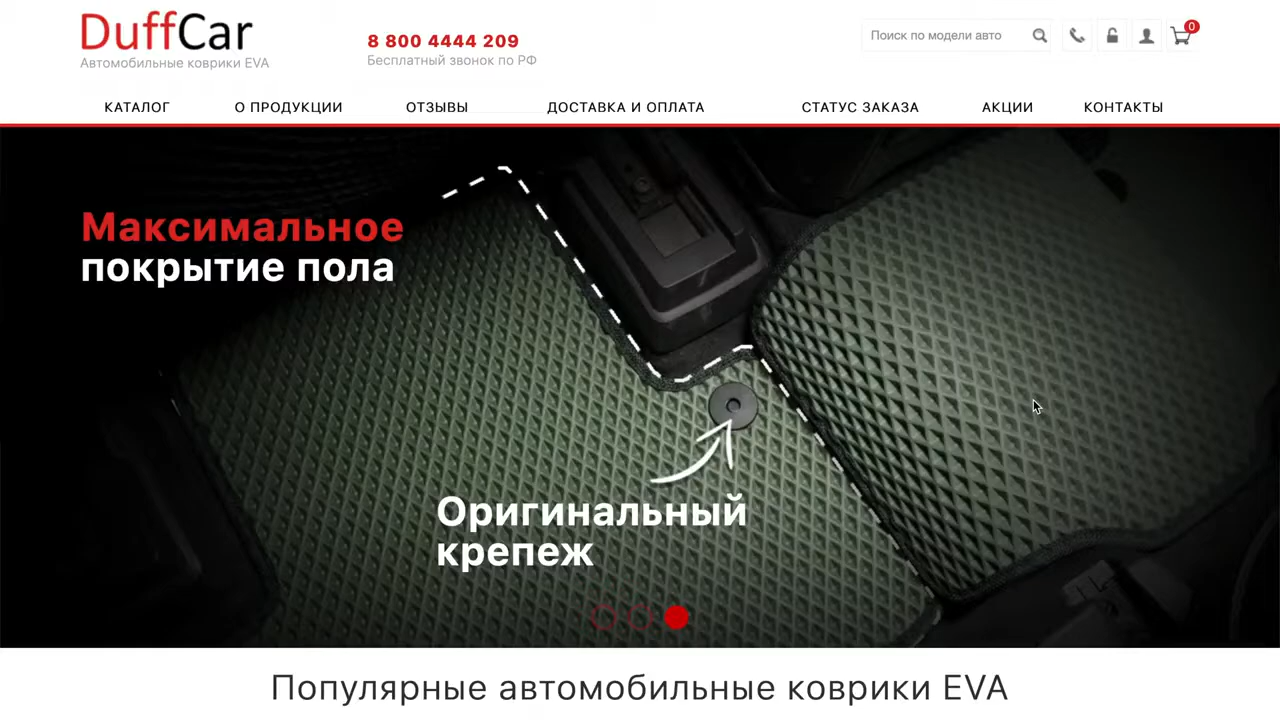 DuffCar
Автомобильные коврики EVA
8 800 4444 209
Бесплатный звонок по РФ
Поиск по модели авто
0
КАТАЛОГ
О ПРОДУКЦИИ
ОТЗЫВЫ
ДОСТАВКА И ОПЛАТА
СТАТУС ЗАКАЗА
АКЦИИ
КОНТАКТЫ
Максимальное
покрытие пола
Оригинальный
крепеж
Популярные автомобильные коврики EVA